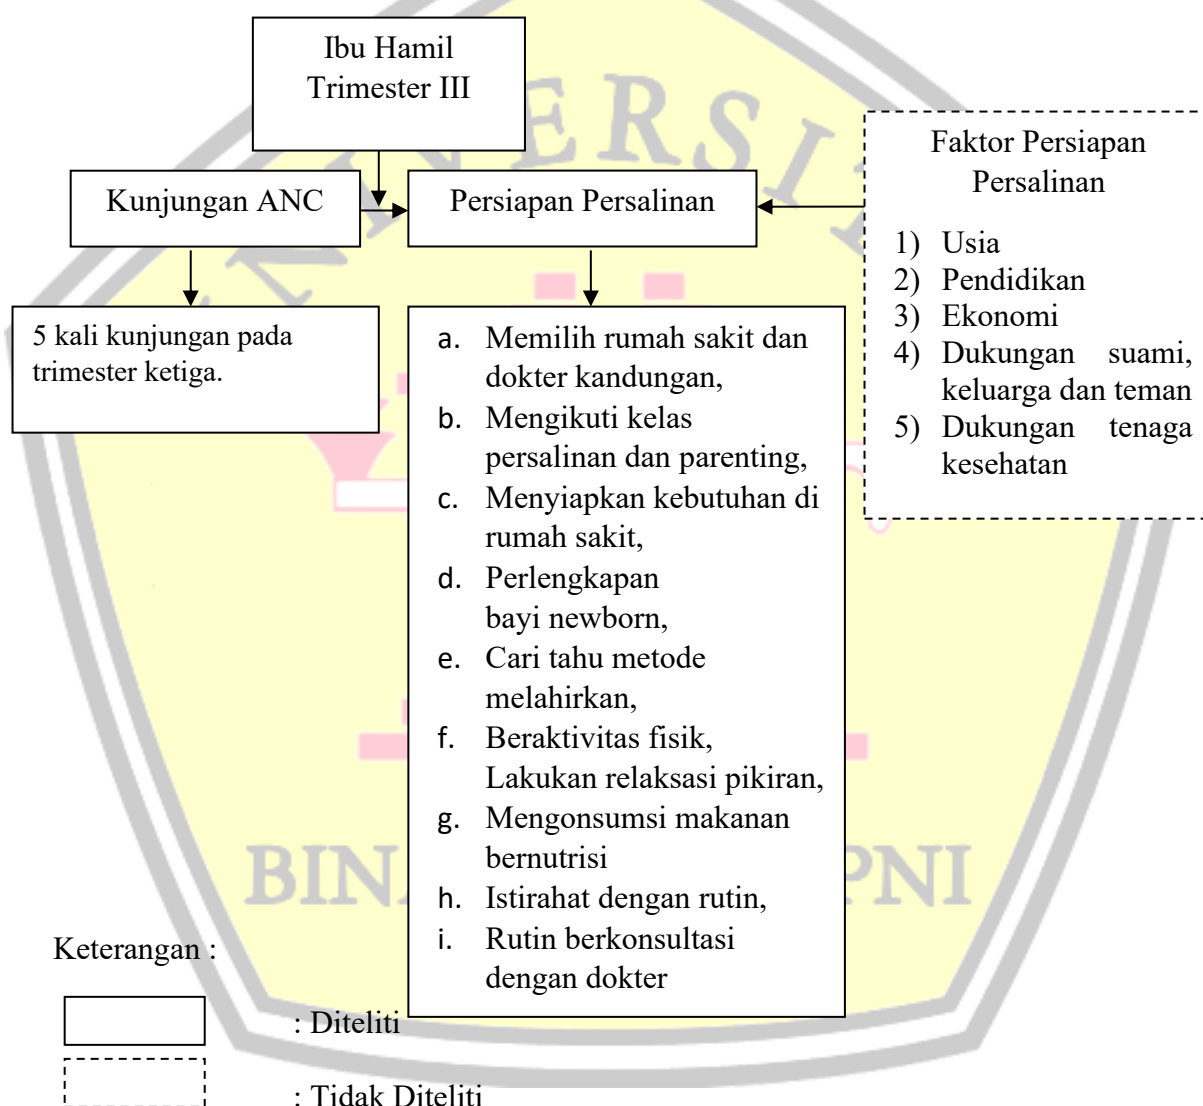 Ibu Hamil
Trimester III
Kunjungan ANC
Persiapan Persalinan
Faktor Persiapan
Persalinan
1) Usia
2) Pendidikan
3) Ekonomi
4) Dukungan suami,
keluarga dan teman
5) Dukungan tenaga
kesehatan
5 kali kunjungan pada
trimester ketiga.
a. Memilih rumah sakit dan
dokter kandungan,
b. Mengikuti kelas
persalinan dan parenting,
c. Menyiapkan kebutuhan di
rumah sakit,
d. Perlengkapan
bayi newborn,
e. Cari tahu metode
melahirkan,
f. Beraktivitas fisik,
Lakukan relaksasi pikiran,
g. Mengonsumsi makanan
bernutrisi
h. Istirahat dengan rutin,
i. Rutin berkonsultasi
dengan dokter
Keterangan :
: Diteliti
: Tidak Diteliti